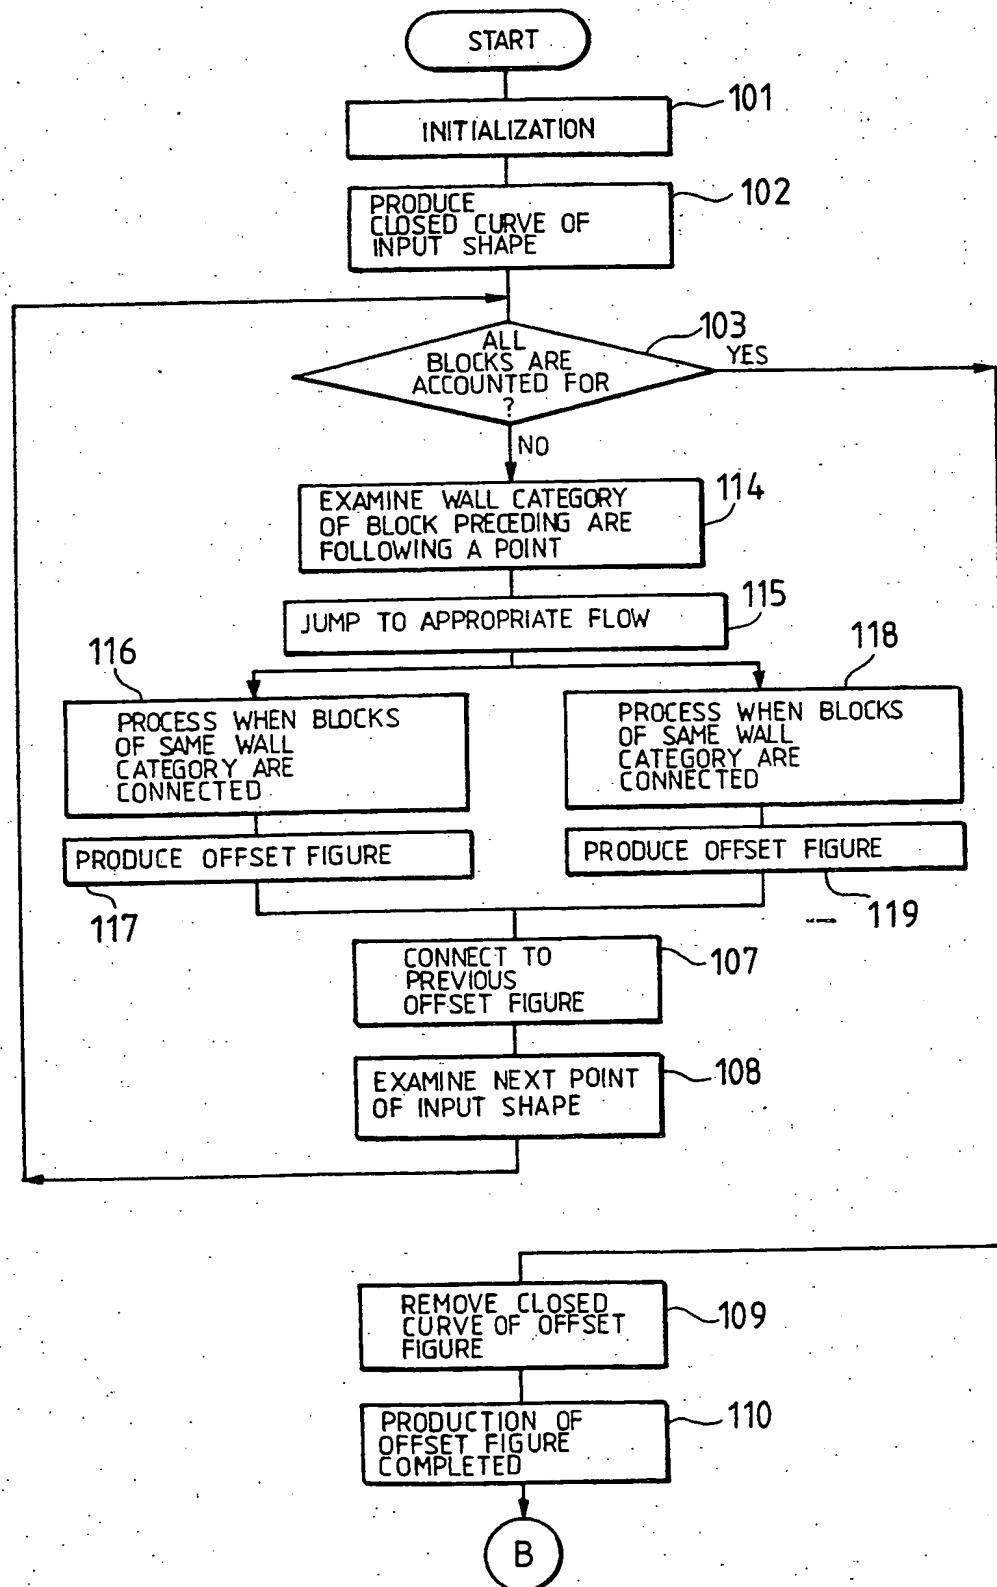 START
101
INITIALIZATION
102
PRODUCE
CLOSED CURVE OF
INPUT SHAPE
103
ALL
BLOCKS ARE
ACCOUNTED FOR
?
YES
NO
114
EXAMINE WALL CATEGORY
OF BLOCK PRECEDING ARE
FOLLOWING A POINT
115
JUMP TO APPROPRIATE FLOW
116
118
PROCESS WHEN BLOCKS
OF SAME WALL
CATEGORY ARE
CONNECTED
PROCESS WHEN BLOCKS
OF SAME WALL
CATEGORY ARE
CONNECTED
PRODUCE OFFSET FIGURE
PRODUCE OFFSET FIGURE
117
119
CONNECT TO
PREVIOUS
OFFSET FIGURE
107
EXAMINE NEXT POINT
OF INPUT SHAPE
108
REMOVE CLOSED
CURVE OF OFFSET
FIGURE
109
PRODUCTION OF
OFFSET FIGURE
COMPLETED
110
B